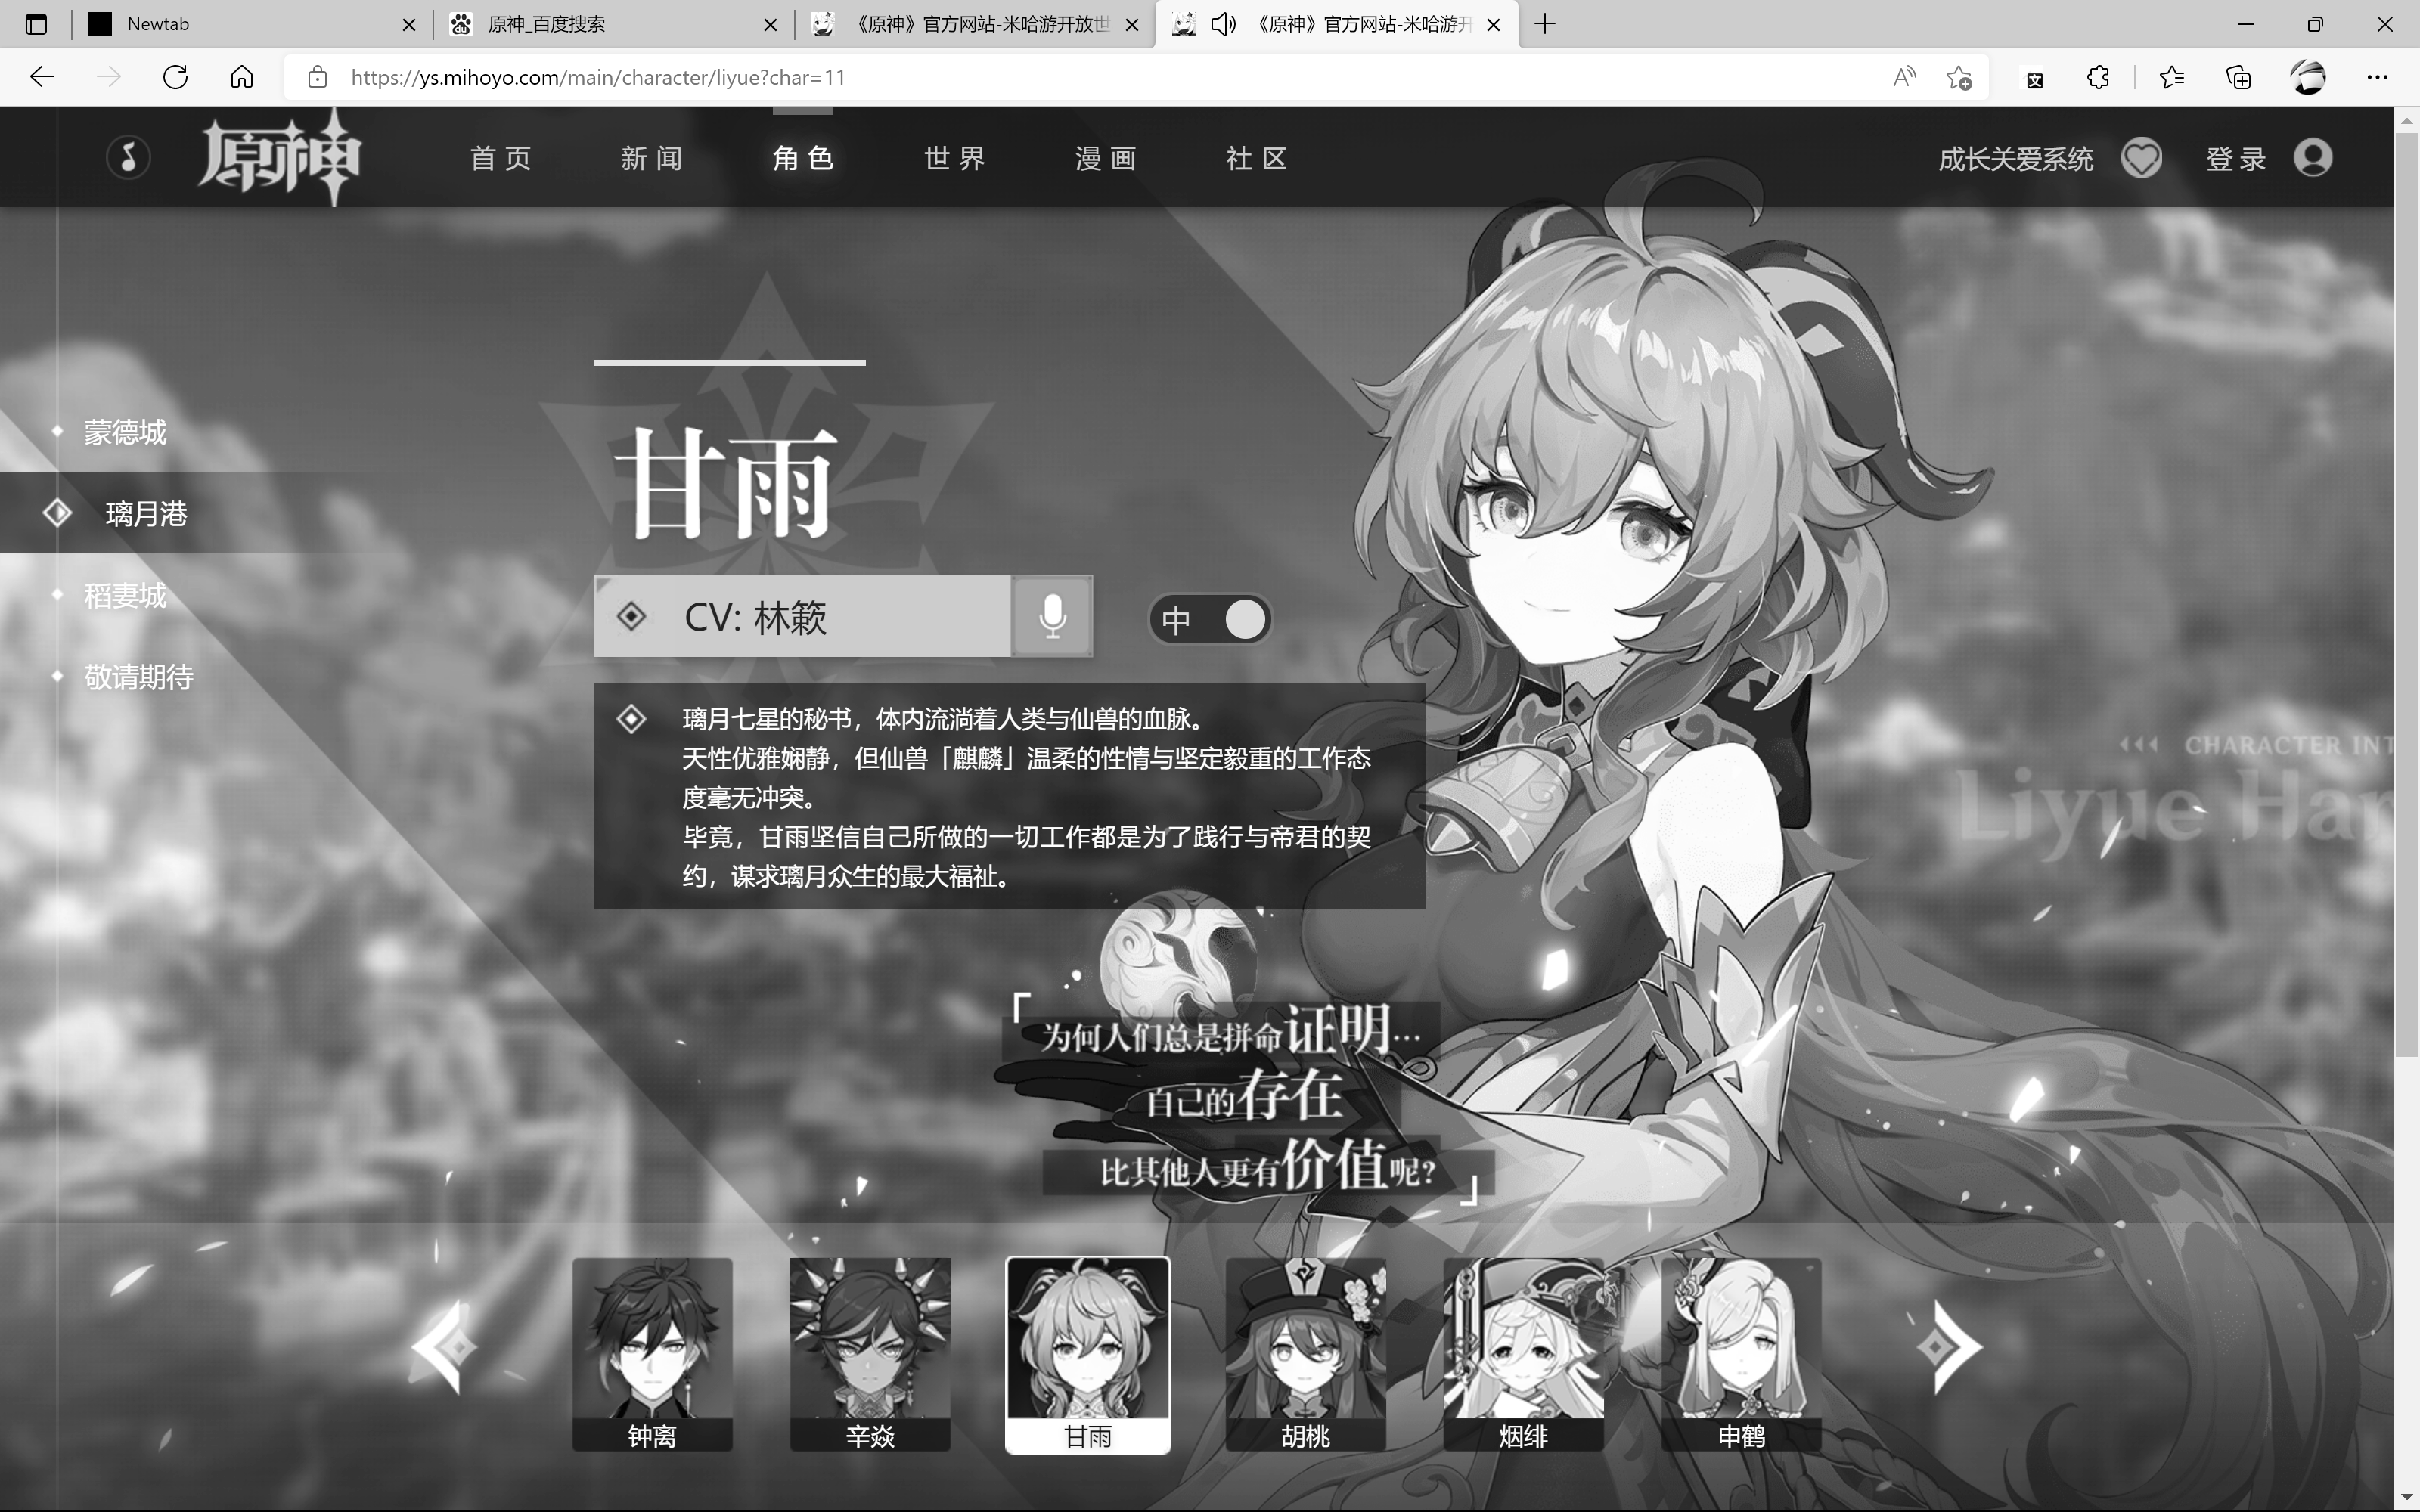 Newtab
原神_百度搜索
《原神》官方网站-米哈游开放世
《原神》官方网站-米哈游开
https://ys.mihoyo.com/main/character/liyue?char=11
原神
首页
新闻
角色
世界
漫画
社区
成长关爱系统
登录
蒙德城
璃月港
稻妻城
敬请期待
甘雨
CV: 林簌
中
璃月七星的秘书，体内流淌着人类与仙兽的血脉。
天性优雅娴静，但仙兽「麒麟」温柔的性情与坚定毅重的工作态
度毫无冲突。
毕竟，甘雨坚信自己所做的一切工作都是为了践行与帝君的契
约，谋求璃月众生的最大福祉。
CHARACTER INT
Liyue Har
「为何人们总是拼命证明…
自己的存在
比其他人更有价值呢？」
钟离
辛焱
甘雨
胡桃
烟绯
申鹤